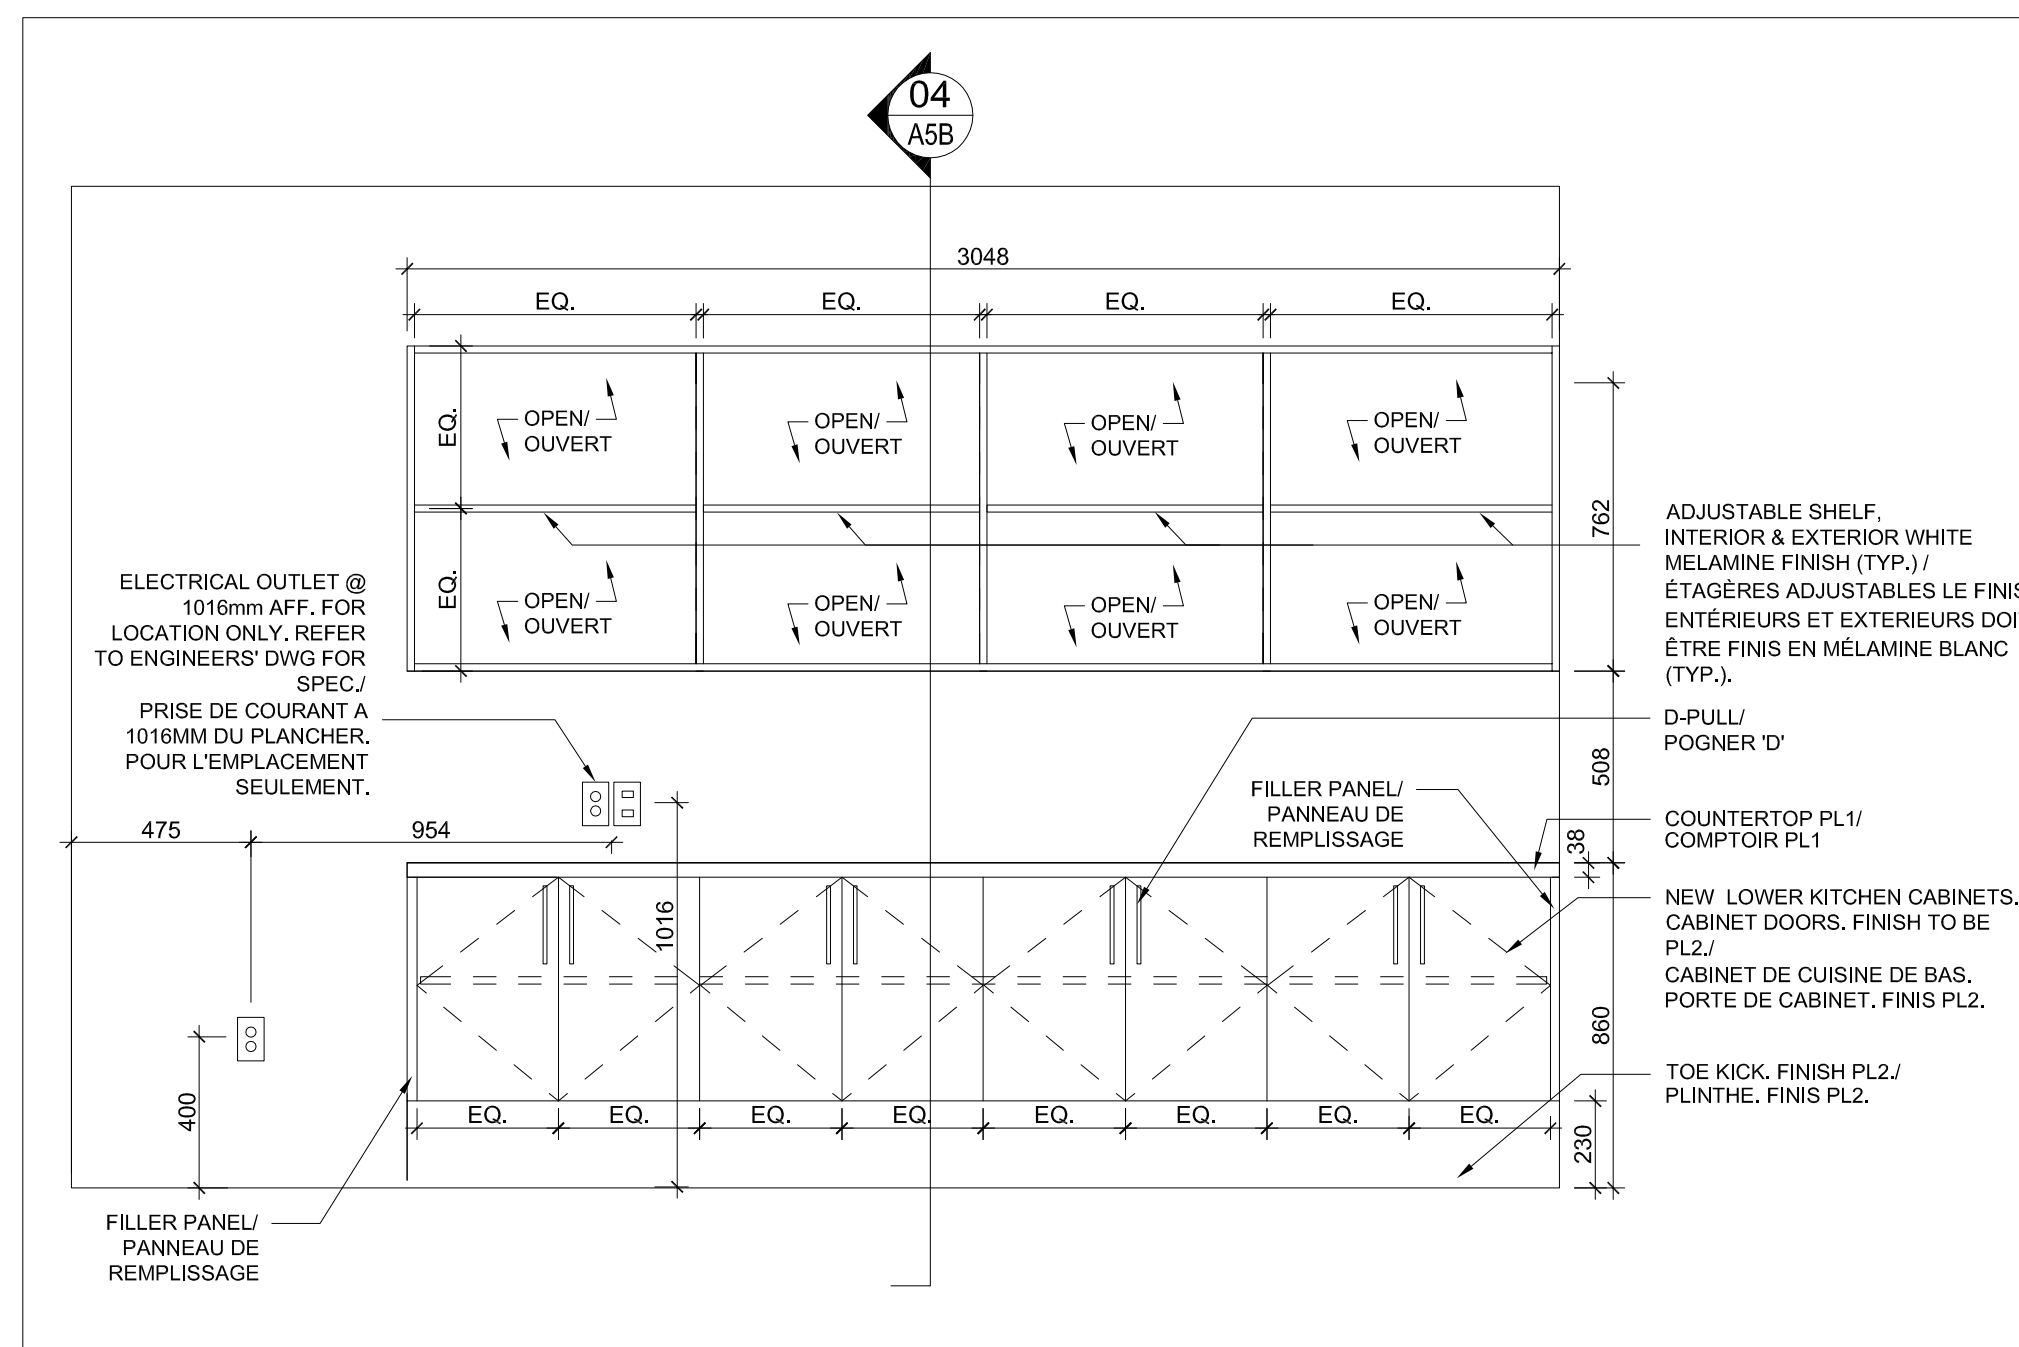 04
A5B
3048
EQ.
EQ.
EQ.
EQ.
EQ.
OPEN/
OUVERT
OPEN/
OUVERT
OPEN/
OUVERT
OPEN/
OUVERT
762
EQ.
OPEN/
OUVERT
OPEN/
OUVERT
OPEN/
OUVERT
OPEN/
OUVERT
ADJUSTABLE SHELF,
INTERIOR & EXTERIOR WHITE
MELAMINE FINISH (TYP.) /
ÉTAGÈRES ADJUSTABLES LE FINIS
ENTÉRIEURS ET EXTERIEURS DOI
ÊTRE FINIS EN MÉLAMINE BLANC
(TYP.).
ELECTRICAL OUTLET @
1016mm AFF. FOR
LOCATION ONLY. REFER
TO ENGINEERS' DWG FOR
SPEC./
PRISE DE COURANT A
1016MM DU PLANCHER.
POUR L'EMPLACEMENT
SEULEMENT.
D-PULL/
POGNER 'D'
508
FILLER PANEL/
PANNEAU DE
REMPLISSAGE
475
954
38
COUNTERTOP PL1/
COMPTOIR PL1
1016
NEW LOWER KITCHEN CABINETS.
CABINET DOORS. FINISH TO BE
PL2./
CABINET DE CUISINE DE BAS.
PORTE DE CABINET. FINIS PL2.
860
400
TOE KICK. FINISH PL2./
PLINTHE. FINIS PL2.
EQ.
EQ.
EQ.
EQ.
EQ.
EQ.
EQ.
EQ.
230
FILLER PANEL/
PANNEAU DE
REMPLISSAGE